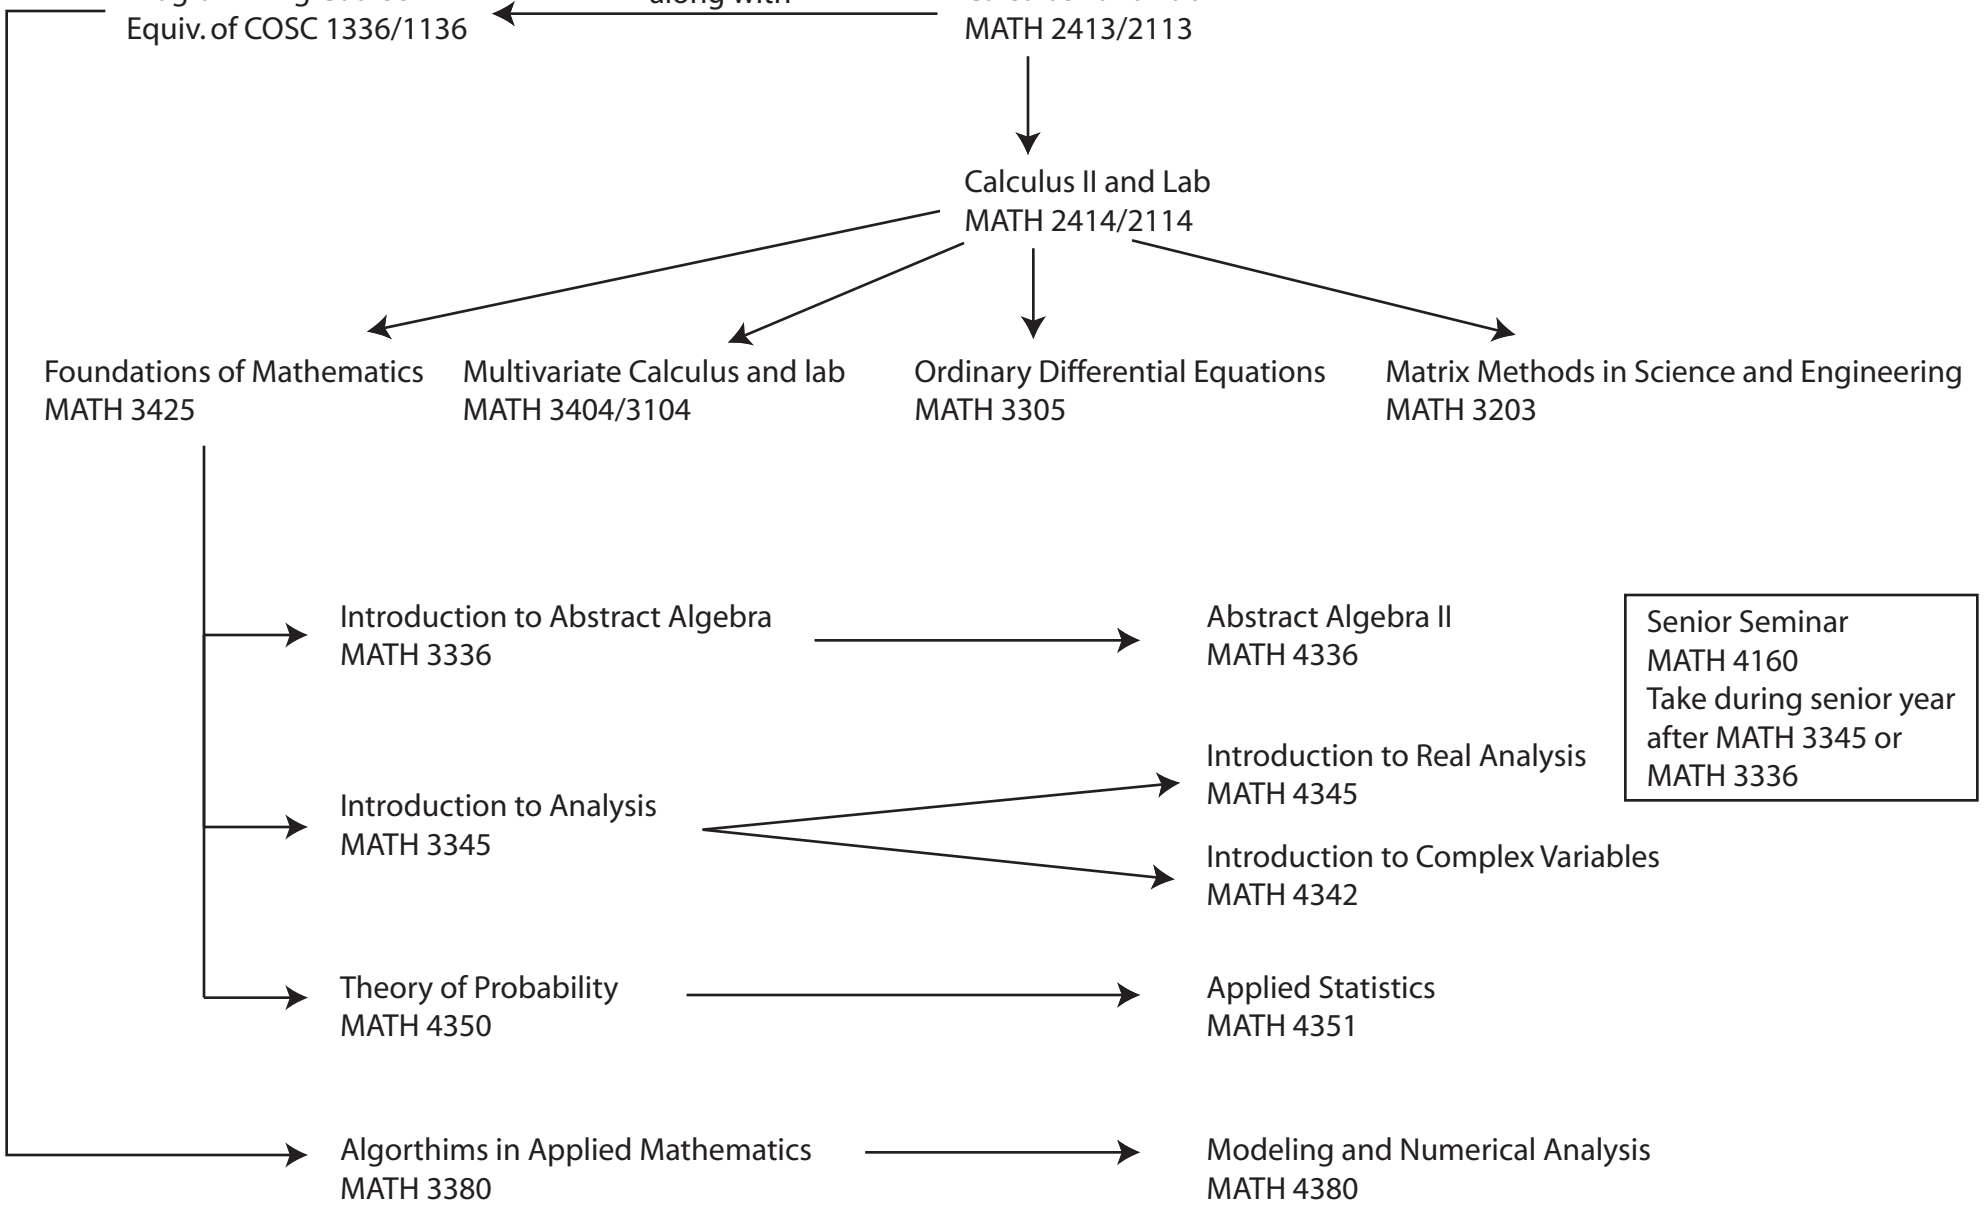 along with
Equiv. of COSC 1336/1136
MATH 2413/2113
Calculus II and Lab
MATH 2414/2114
Foundations of Mathematics
MATH 3425
Multivariate Calculus and lab
MATH 3404/3104
Ordinary Differential Equations
MATH 3305
Matrix Methods in Science and Engineering
MATH 3203
Introduction to Abstract Algebra
MATH 3336
Abstract Algebra II
MATH 4336
Senior Seminar
MATH 4160
Take during senior year
after MATH 3345 or
MATH 3336
Introduction to Analysis
MATH 3345
Introduction to Real Analysis
MATH 4345
Introduction to Complex Variables
MATH 4342
Theory of Probability
MATH 4350
Applied Statistics
MATH 4351
Algorthims in Applied Mathematics
MATH 3380
Modeling and Numerical Analysis
MATH 4380